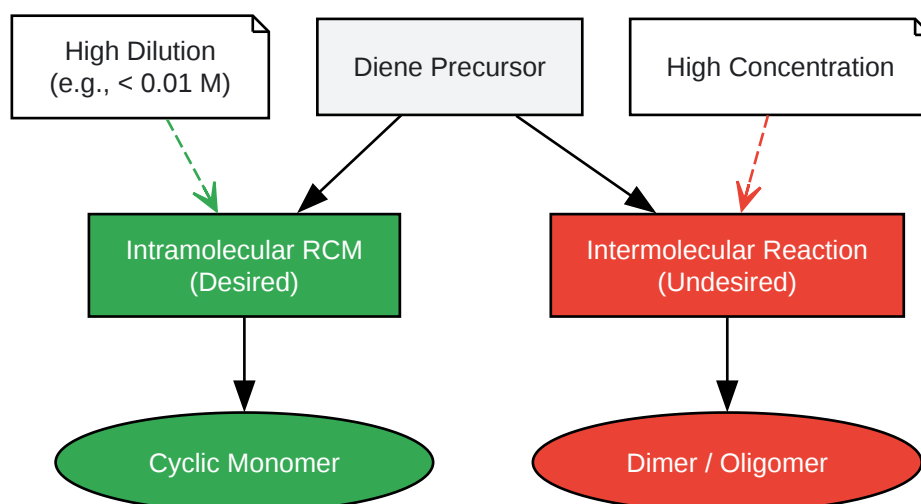 High Dilution
(e.g., < 0.01 M)
Diene Precursor
High Concentration
Intramolecular RCM
(Desired)
Intermolecular Reaction
(Undesired)
Cyclic Monomer
Dimer / Oligomer